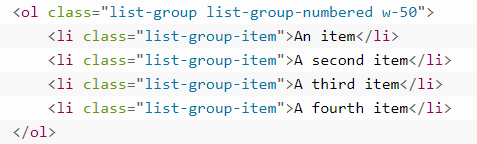 <ol class="list-group list-group-numbered w-50">
    <li class="list-group-item">An item</li>
    <li class="list-group-item">A second item</li>
    <li class="list-group-item">A third item</li>
    <li class="list-group-item">A fourth item</li>
</ol>